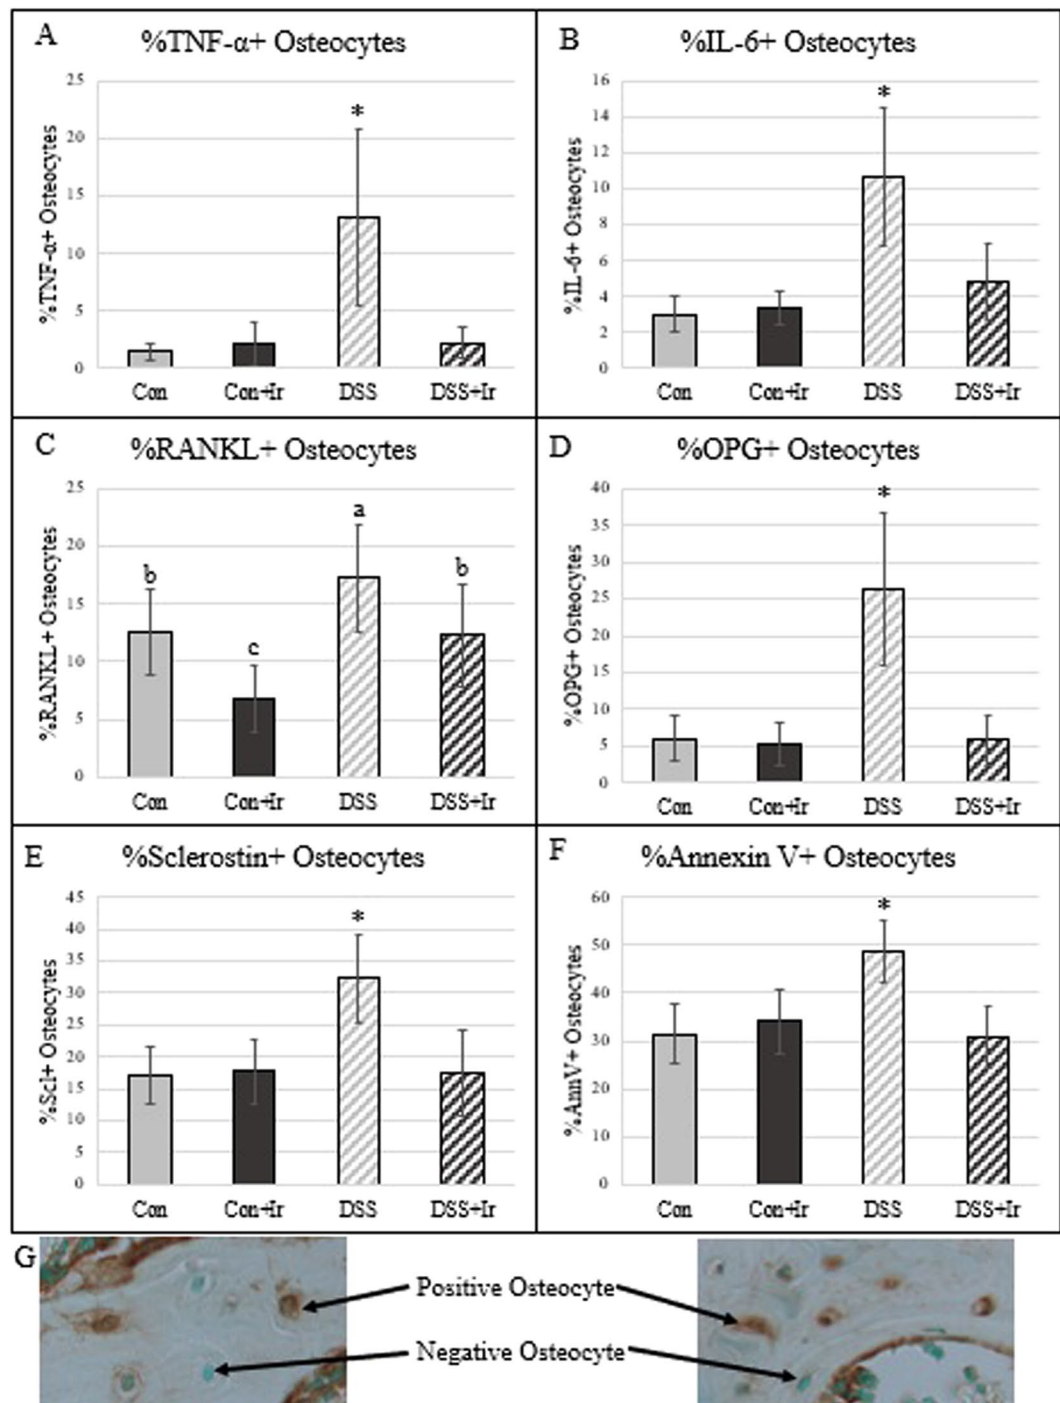 A
%TNF-α+ Osteocytes
%TNF-α+ Osteocytes
25
20
15
10
5
0
*
Con
Con+Ir
DSS
DSS+Ir
B
%IL-6+ Osteocytes
%IL-6+ Osteocytes
16
14
12
10
8
6
4
2
0
*
Con
Con+Ir
DSS
DSS+Ir
C
%RANKL+ Osteocytes
%RANKL+ Osteocytes
25
20
15
10
5
0
b
c
a
b
Con
Con+Ir
DSS
DSS+Ir
D
%OPG+ Osteocytes
%OPG+ Osteocytes
40
35
30
25
20
15
10
5
0
*
Con
Con+Ir
DSS
DSS+Ir
E
%Sclerostin+ Osteocytes
%Scl+ Osteocytes
45
40
35
30
25
20
15
10
5
0
*
Con
Con+Ir
DSS
DSS+Ir
F
%Annexin V+ Osteocytes
%AnnV+ Osteocytes
60
50
40
30
20
10
0
*
Con
Con+Ir
DSS
DSS+Ir
G
Positive Osteocyte
Negative Osteocyte